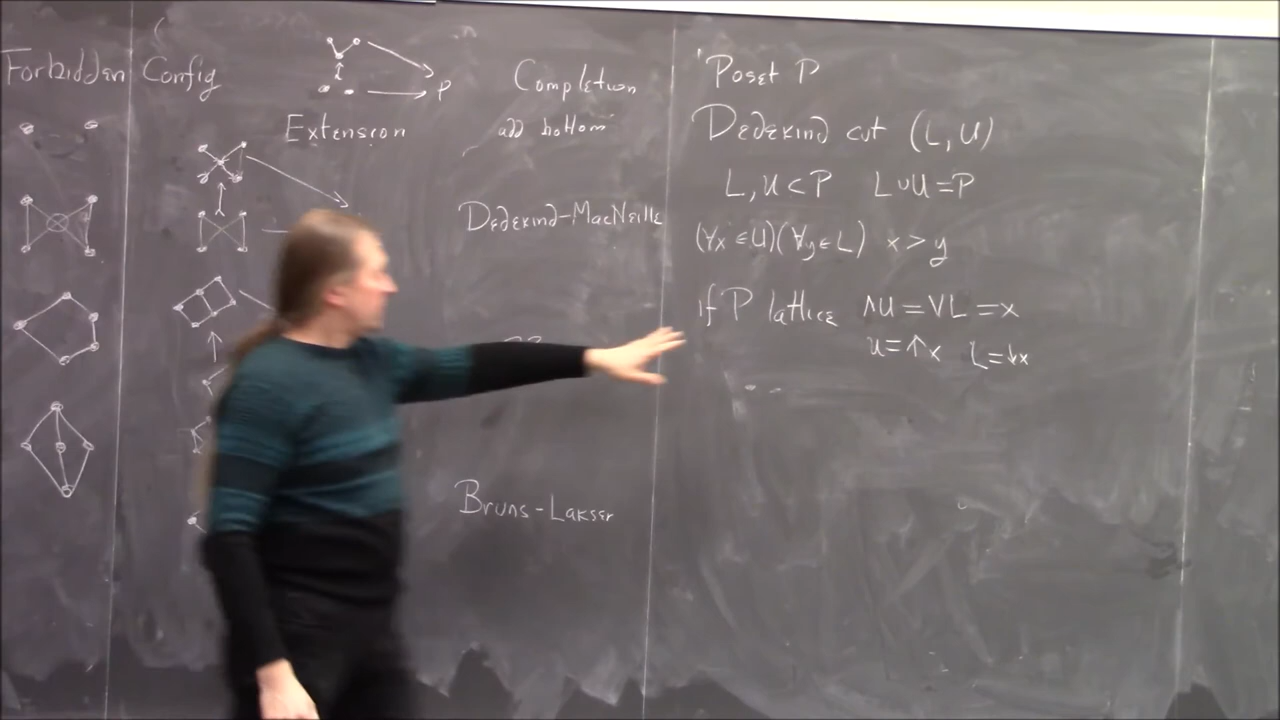 Forbidden Config
P
Extension
Completion
add bottom
Dedekind-MacNeille
Bruns-Lakser
Poset P
Dedekind cut (L, U)
L, U ⊂ P L ∪ U = P
(∀x ∈ U)(∀y ∈ L) x > y
if P lattice ∧U = ∨L = x
U = ↑x L = ↓x